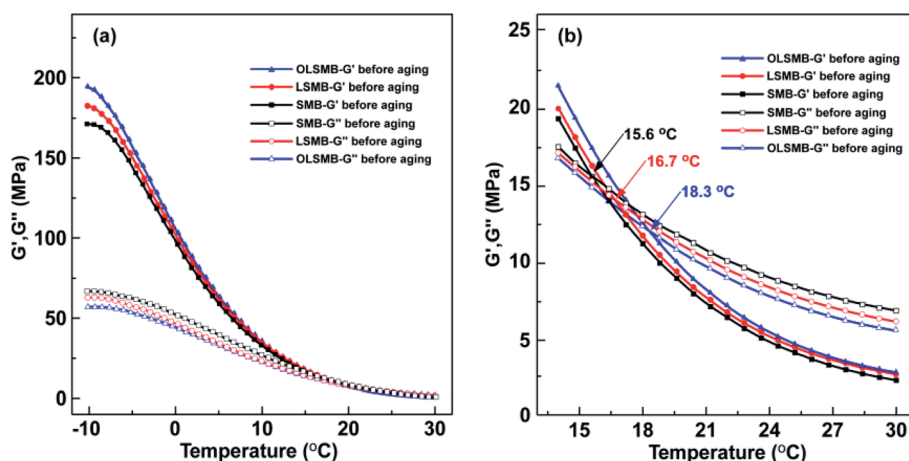 (a)
OLSMB-G' before aging
LSMB-G' before aging
SMB-G' before aging
SMB-G'' before aging
LSMB-G'' before aging
OLSMB-G'' before aging
200
150
100
50
0
G',G'' (MPa)
-10 0 10 20 30
Temperature (°C)
(b)
OLSMB-G' before aging
LSMB-G' before aging
SMB-G' before aging
SMB-G'' before aging
LSMB-G'' before aging
OLSMB-G'' before aging
15.6 °C
16.7 °C
18.3 °C
25
20
15
10
5
0
G',G'' (MPa)
15 18 21 24 27 30
Temperature (°C)